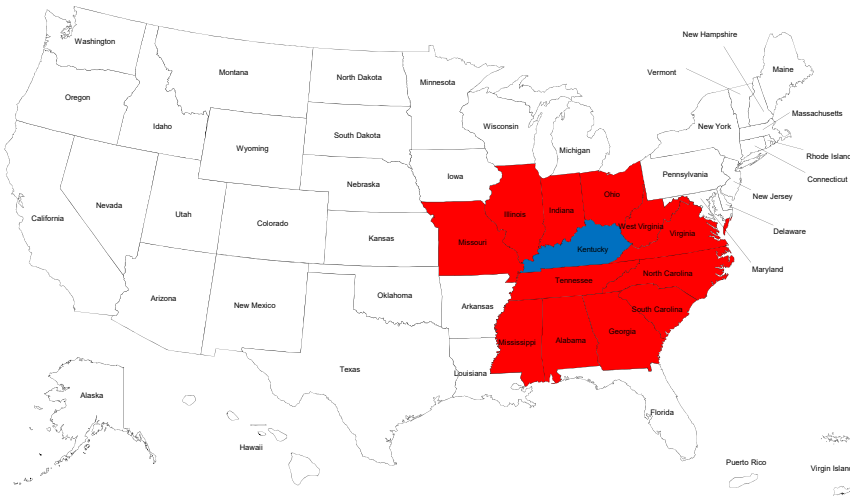 New Hampshire
Washington
Vermont
Maine
Montana
North Dakota
Minnesota
Oregon
Massachusetts
Idaho
Wisconsin
New York
South Dakota
Wyoming
Michigan
Rhode Island
Pennsylvania
Iowa
Connecticut
Nebraska
Ohio
New Jersey
Nevada
Utah
Illinois
Indiana
California
Colorado
West Virginia
Delaware
Kansas
Missouri
Virginia
Kentucky
Maryland
North Carolina
Tennessee
Arizona
Oklahoma
New Mexico
Arkansas
South Carolina
Georgia
Mississippi
Alabama
Texas
Louisiana
Alaska
Florida
Hawaii
Puerto Rico
Virgin Islan